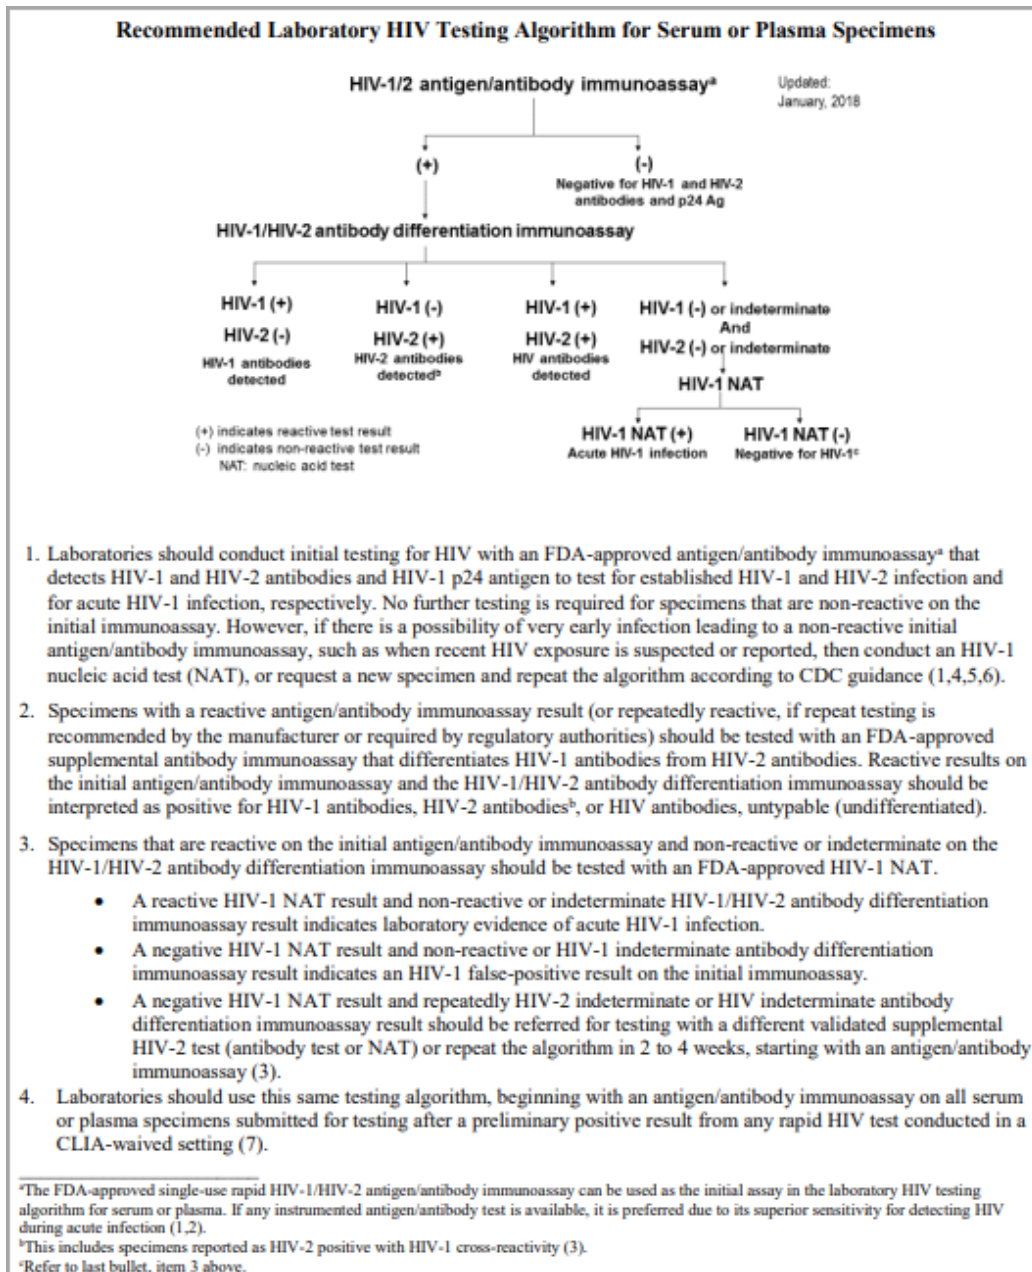 Recommended Laboratory HIV Testing Algorithm for Serum or Plasma Specimens
HIV-1/2 antigen/antibody immunoassayᵃ
Updated:
January, 2018
(+)
(-)
Negative for HIV-1 and HIV-2
antibodies and p24 Ag
HIV-1/HIV-2 antibody differentiation immunoassay
HIV-1 (+)
HIV-2 (-)
HIV-1 antibodies
detected
HIV-1 (-)
HIV-2 (+)
HIV-2 antibodies
detectedᵇ
HIV-1 (+)
HIV-2 (+)
HIV antibodies
detected
HIV-1 (-) or indeterminate
And
HIV-2 (-) or indeterminate
HIV-1 NAT
HIV-1 NAT (+)
Acute HIV-1 infection
HIV-1 NAT (-)
Negative for HIV-1ᶜ
(+) indicates reactive test result
(-) indicates non-reactive test result
NAT: nucleic acid test
1. Laboratories should conduct initial testing for HIV with an FDA-approved antigen/antibody immunoassayᵃ that
detects HIV-1 and HIV-2 antibodies and HIV-1 p24 antigen to test for established HIV-1 and HIV-2 infection and
for acute HIV-1 infection, respectively. No further testing is required for specimens that are non-reactive on the
initial immunoassay. However, if there is a possibility of very early infection leading to a non-reactive initial
antigen/antibody immunoassay, such as when recent HIV exposure is suspected or reported, then conduct an HIV-1
nucleic acid test (NAT), or request a new specimen and repeat the algorithm according to CDC guidance (1,4,5,6).
2. Specimens with a reactive antigen/antibody immunoassay result (or repeatedly reactive, if repeat testing is
recommended by the manufacturer or required by regulatory authorities) should be tested with an FDA-approved
supplemental antibody immunoassay that differentiates HIV-1 antibodies from HIV-2 antibodies. Reactive results on
the initial antigen/antibody immunoassay and the HIV-1/HIV-2 antibody differentiation immunoassay should be
interpreted as positive for HIV-1 antibodies, HIV-2 antibodiesᵇ, or HIV antibodies, untypable (undifferentiated).
3. Specimens that are reactive on the initial antigen/antibody immunoassay and non-reactive or indeterminate on the
HIV-1/HIV-2 antibody differentiation immunoassay should be tested with an FDA-approved HIV-1 NAT.
• A reactive HIV-1 NAT result and non-reactive or indeterminate HIV-1/HIV-2 antibody differentiation
immunoassay result indicates laboratory evidence of acute HIV-1 infection.
• A negative HIV-1 NAT result and non-reactive or HIV-1 indeterminate antibody differentiation
immunoassay result indicates an HIV-1 false-positive result on the initial immunoassay.
• A negative HIV-1 NAT result and repeatedly HIV-2 indeterminate or HIV indeterminate antibody
differentiation immunoassay result should be referred for testing with a different validated supplemental
HIV-2 test (antibody test or NAT) or repeat the algorithm in 2 to 4 weeks, starting with an antigen/antibody
immunoassay (3).
4. Laboratories should use this same testing algorithm, beginning with an antigen/antibody immunoassay on all serum
or plasma specimens submitted for testing after a preliminary positive result from any rapid HIV test conducted in a
CLIA-waived setting (7).
ᵃThe FDA-approved single-use rapid HIV-1/HIV-2 antigen/antibody immunoassay can be used as the initial assay in the laboratory HIV testing
algorithm for serum or plasma. If any instrumented antigen/antibody test is available, it is preferred due to its superior sensitivity for detecting HIV
during acute infection (1,2).
ᵇThis includes specimens reported as HIV-2 positive with HIV-1 cross-reactivity (3).
ᶜRefer to last bullet, item 3 above.